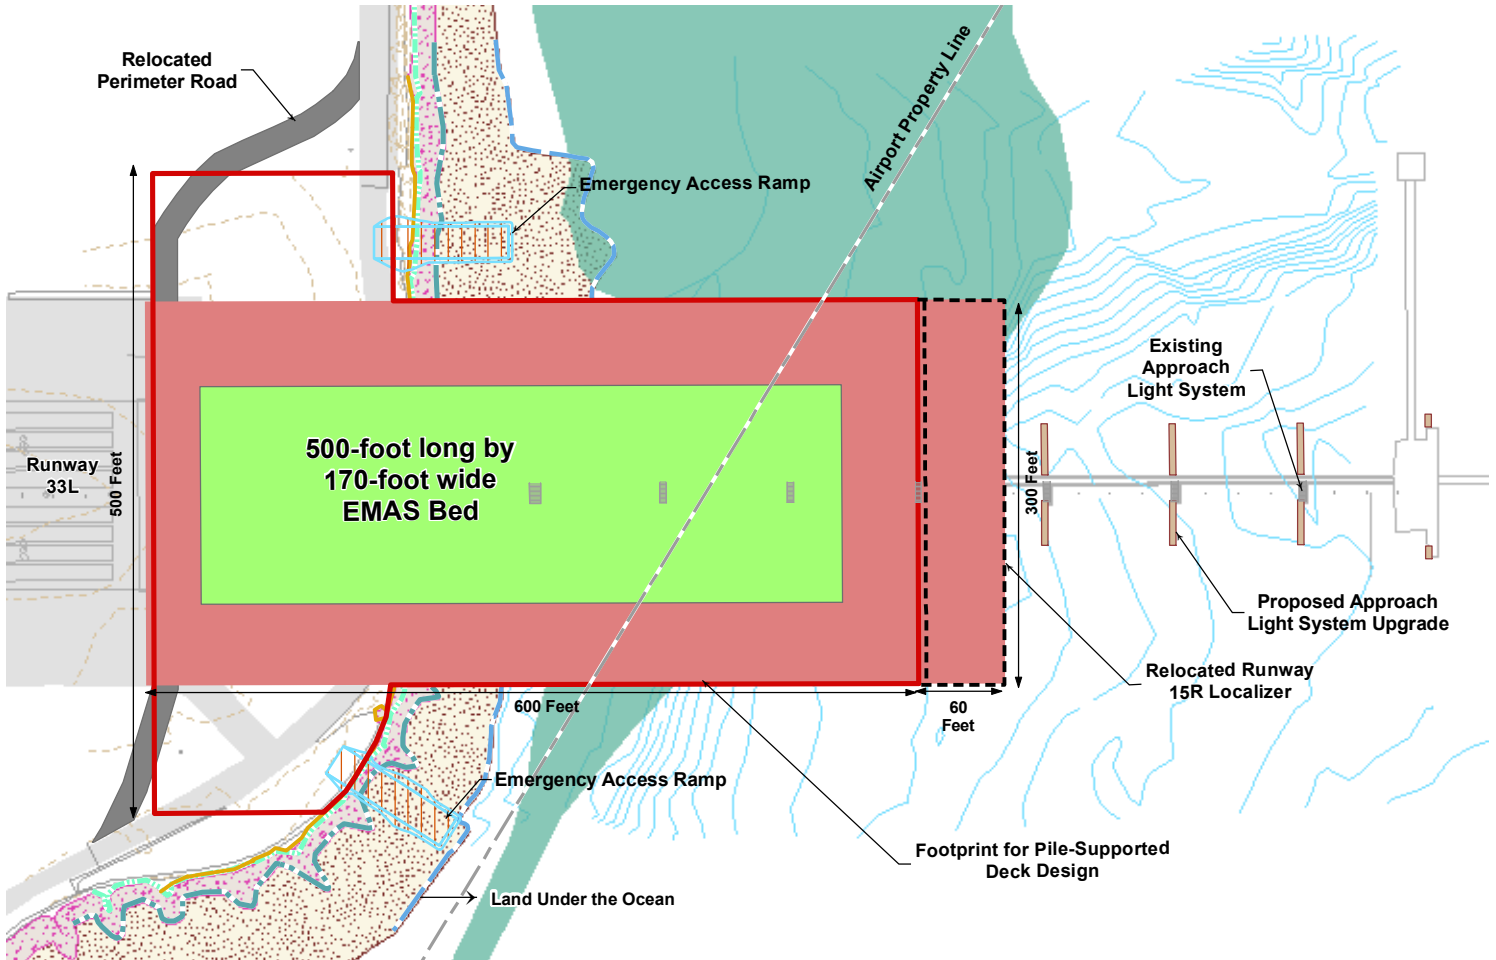 Relocated
Perimeter Road
Airport Property Line
Emergency Access Ramp
Existing
Approach
Light System
500-foot long by
170-foot wide
EMAS Bed
Runway
33L
500 Feet
300 Feet
Proposed Approach
Light System Upgrade
Relocated Runway
15R Localizer
600 Feet
60
Feet
Emergency Access Ramp
Footprint for Pile-Supported
Deck Design
Land Under the Ocean